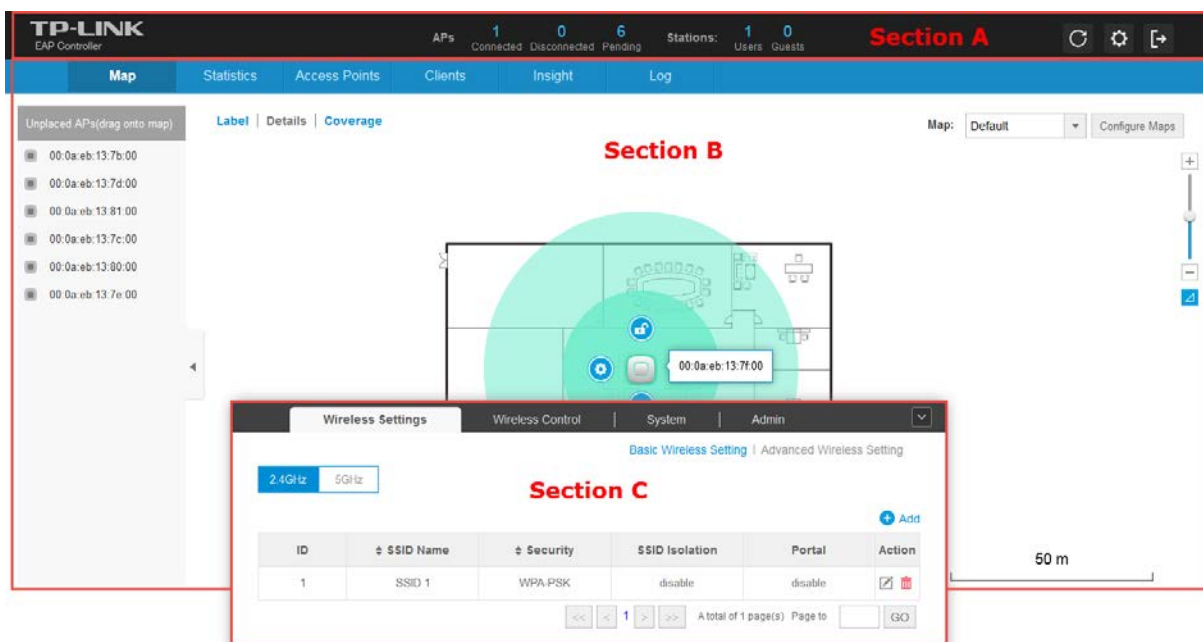 TP-LINK
EAP Controller
APs 1 Connected 0 Disconnected 6 Pending
Stations: 1 Users 0 Guests
Section A
Map Statistics Access Points Clients Insight Log
Unplaced APs(drag onto map)
00:0a:eb:13:7b:00
00:0a:eb:13:7d:00
00:0a:eb:13:81:00
00:0a:eb:13:7c:00
00:0a:eb:13:80:00
00:0a:eb:13:7e:00
Label | Details | Coverage
Map: Default Configure Maps
Section B
00:0a:eb:13:7f:00
50 m
Wireless Settings Wireless Control | System | Admin
Basic Wireless Setting | Advanced Wireless Setting
2.4GHz 5GHz
Section C
Add
ID SSID Name Security SSID Isolation Portal Action
1 SSID 1 WPA-PSK disable disable
<< < 1 > >> A total of 1 page(s) Page to GO